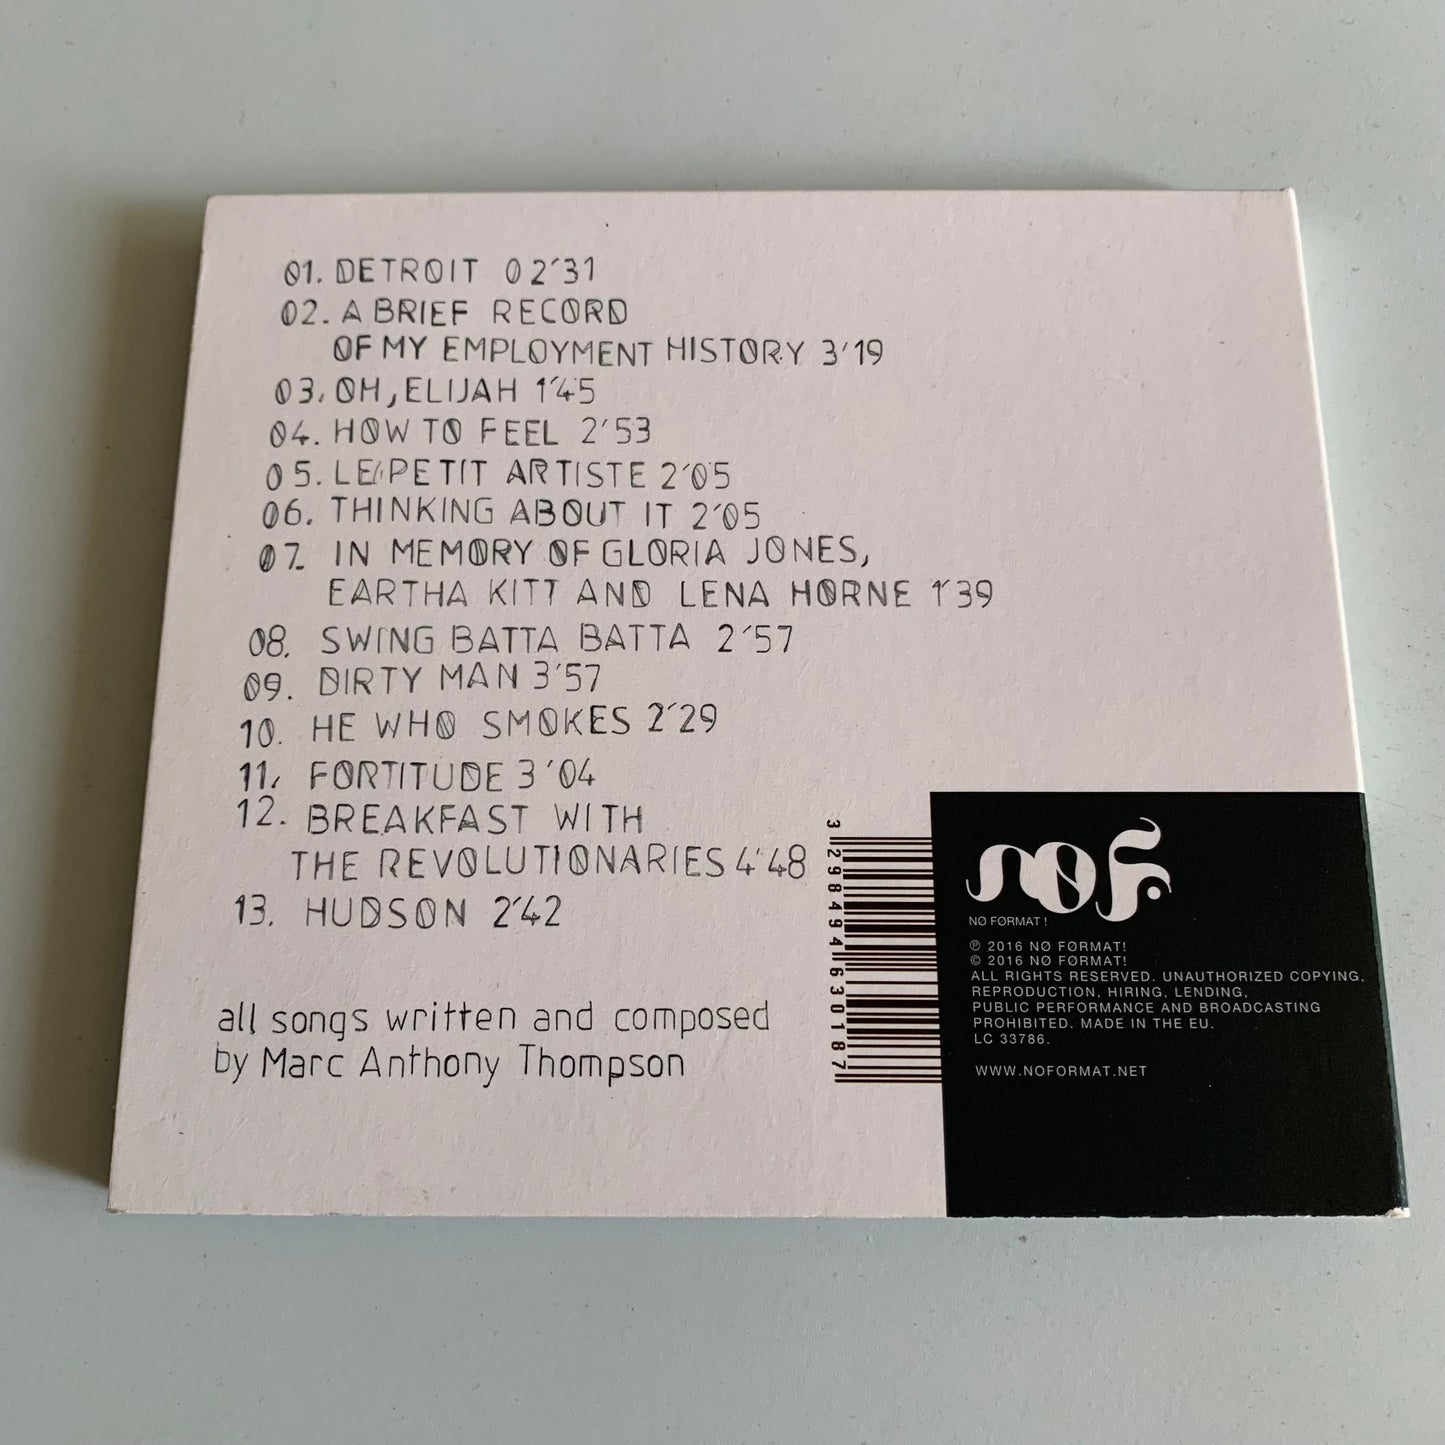 01. DETROIT 02´31
02. A BRIEF RECORD
OF MY EMPLOYMENT HISTORY 3´19
03. OH, ELIJAH 1´45
04. HOW TO FEEL 2´53
05. LE PETIT ARTISTE 2´05
06. THINKING ABOUT IT 2´05
07. IN MEMORY OF GLORIA JONES,
EARTHA KITT AND LENA HORNE 1´39
08. SWING BATTA BATTA 2´57
09. DIRTY MAN 3´57
10. HE WHO SMOKES 2´29
11. FORTITUDE 3´04
12. BREAKFAST WITH
THE REVOLUTIONARIES 4´48
13. HUDSON 2´42
all songs written and composed
by Marc Anthony Thompson
3 298494 630187
nøf.
NØ FØRMAT !
℗ 2016 NØ FØRMAT!
© 2016 NØ FØRMAT!
ALL RIGHTS RESERVED. UNAUTHORIZED COPYING,
REPRODUCTION, HIRING, LENDING,
PUBLIC PERFORMANCE AND BROADCASTING
PROHIBITED. MADE IN THE EU.
LC 33786.
WWW.NOFORMAT.NET